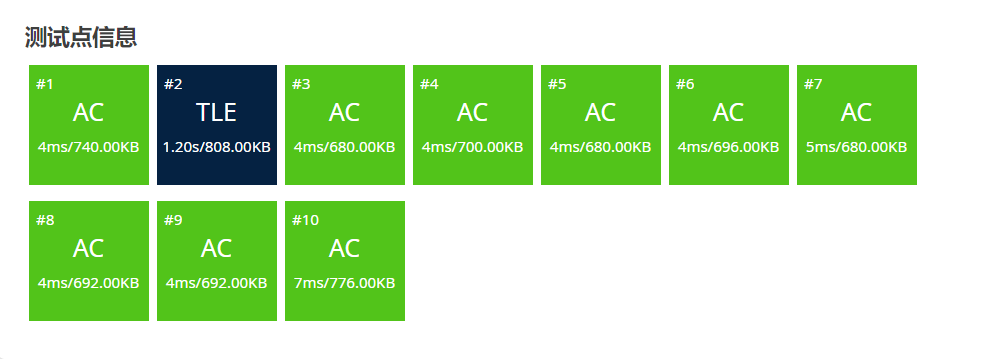 测试点信息
#1 #2 #3 #4 #5 #6 #7
AC TLE AC AC AC AC AC
4ms/740.00KB 1.20s/808.00KB 4ms/680.00KB 4ms/700.00KB 4ms/680.00KB 4ms/696.00KB 5ms/680.00KB
#8 #9 #10
AC AC AC
4ms/692.00KB 4ms/692.00KB 7ms/776.00KB